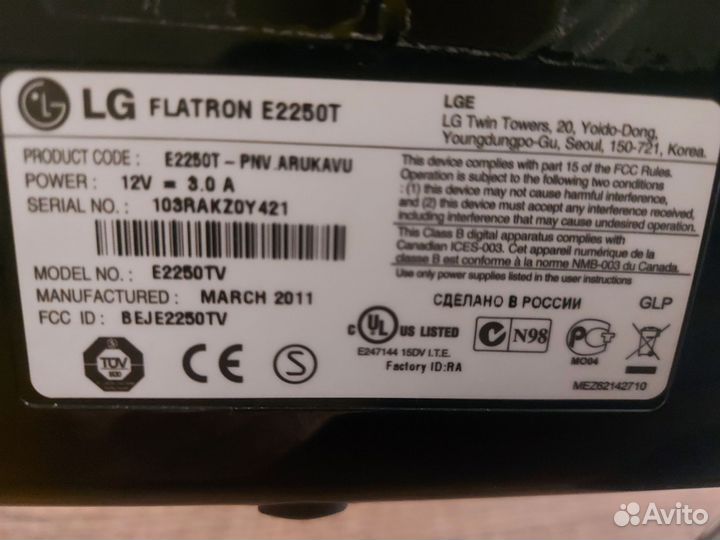 LG FLATRON E2250T
LGE
LG Twin Towers, 20, Yoido-Dong,
Youngdungpo-Gu, Seoul, 150-721, Korea.
PRODUCT CODE : E2250T - PNV.ARUKAVU
POWER : 12V = 3.0 A
SERIAL NO. : 103RAKZ0Y421
This device complies with part 15 of the FCC Rules.
Operation is subject to the following two conditions
: (1) this device may not cause harmful interference,
and (2) this device must accept any interference received,
including interference that may cause undesired operation.
This Class B digital apparatus complies with
Canadian ICES-003. Cet appareil numérique de la
classe B est conforme à la norme NMB-003 du Canada.
Use only power supplies listed in the user instructions
MODEL NO. : E2250TV
MANUFACTURED : MARCH 2011
FCC ID : BEJE2250TV
СДЕЛАНО В РОССИИ
GLP
C UL US LISTED
E247144 15DV I.T.E.
Factory ID:RA
N98
PCT
MO04
TÜV
CE
S
MEZ62142710
Avito